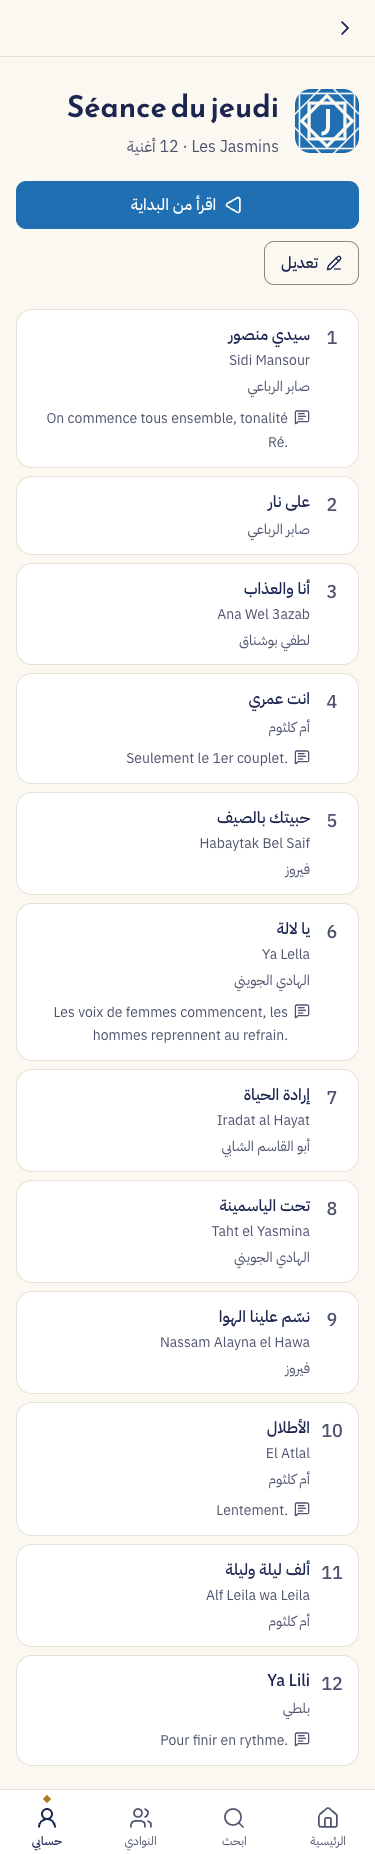 J
Séance du jeudi
Les Jasmins · 12 أغنية
اقرأ من البداية
تعديل
1
سيدي منصور
Sidi Mansour
صابر الرباعي
On commence tous ensemble, tonalité
Ré.
2
على نار
صابر الرباعي
3
أنا والعذاب
Ana Wel 3azab
لطفي بوشناق
4
انت عمري
أم كلثوم
Seulement le 1er couplet.
5
حبيتك بالصيف
Habaytak Bel Saif
فيروز
6
يا لالة
Ya Lella
الهادي الجويني
Les voix de femmes commencent, les
hommes reprennent au refrain.
7
إرادة الحياة
Iradat al Hayat
أبو القاسم الشابي
8
تحت الياسمينة
Taht el Yasmina
الهادي الجويني
9
نسّم علينا الهوا
Nassam Alayna el Hawa
فيروز
10
الأطلال
El Atlal
أم كلثوم
Lentement.
11
ألف ليلة وليلة
Alf Leila wa Leila
أم كلثوم
12
Ya Lili
بلطي
Pour finir en rythme.
الرئيسية
ابحث
النوادي
حسابي